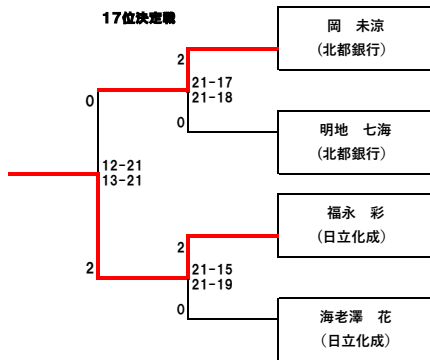 17位決定戦
岡　未涼
(北都銀行)
2
21-17
21-18
0
0
明地　七海
(北都銀行)
12-21
13-21
福永　彩
(日立化成)
2
2
21-15
21-19
0
海老澤　花
(日立化成)